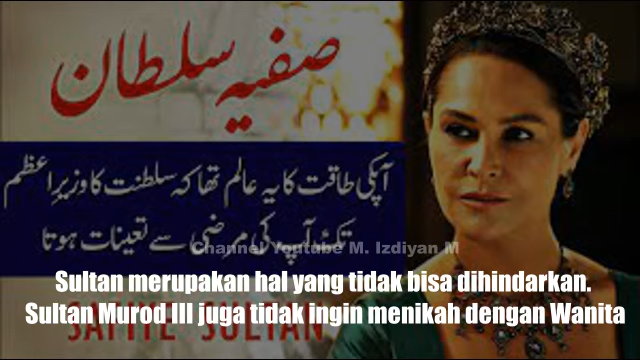 صفیہ سلطان
آپکی طاقت کا یہ عالم تھا کہ سلطنت کا وزیرِاعظم
تک آپ کی مرضی سے تعینات ہوتا
Channel Youtube M. Izdiyan M
Sultan merupakan hal yang tidak bisa dihindarkan.
Sultan Murod III juga tidak ingin menikah dengan Wanita
SAFIYE SULTAN